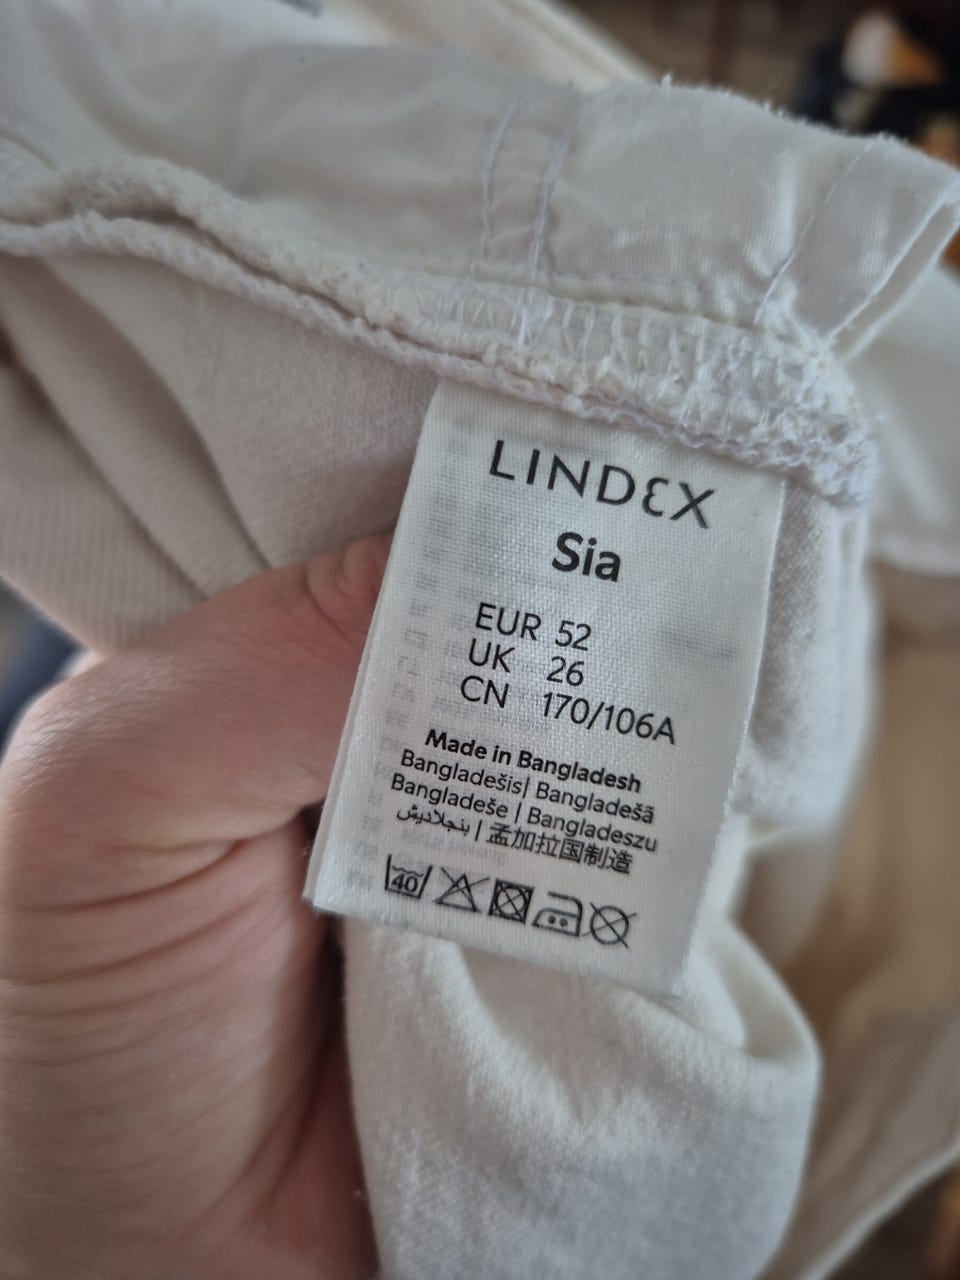 LINDEX
Sia
EUR 52
UK 26
CN 170/106A
Made in Bangladesh
Bangladešis| Bangladešā
Bangladeše | Bangladeszu
بنجلاديش | 孟加拉国制造
40